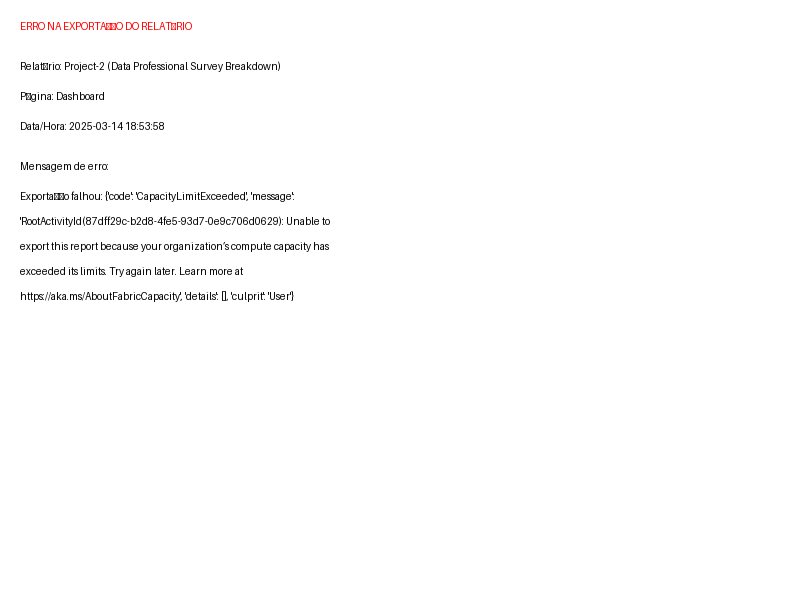 ERRO NA EXPORTA□□O DO RELAT□RIO
Relat□rio: Project-2 (Data Professional Survey Breakdown)
P□gina: Dashboard
Data/Hora: 2025-03-14 18:53:58
Mensagem de erro:
Exporta□□o falhou: {'code': 'CapacityLimitExceeded', 'message':
'RootActivityId(87dff29c-b2d8-4fe5-93d7-0e9c706d0629): Unable to
export this report because your organization’s compute capacity has
exceeded its limits. Try again later. Learn more at
https://aka.ms/AboutFabricCapacity', 'details': [], 'culprit': 'User'}